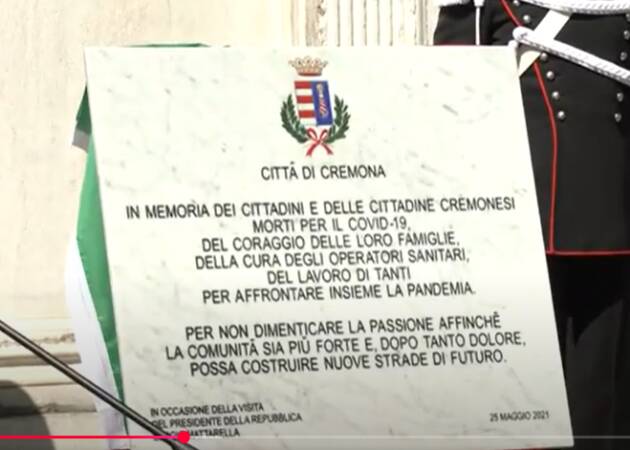 CITTÁ DI CREMONA
IN MEMORIA DEI CITTADINI E DELLE CITTADINE CREMONESI
MORTI PER IL COVID-19,
DEL CORAGGIO DELLE LORO FAMIGLIE,
DELLA CURA DEGLI OPERATORI SANITARI,
DEL LAVORO DI TANTI
PER AFFRONTARE INSIEME LA PANDEMIA.
PER NON DIMENTICARE LA PASSIONE AFFINCHÉ
LA COMUNITÁ SIA PIÙ FORTE E, DOPO TANTO DOLORE,
POSSA COSTRUIRE NUOVE STRADE DI FUTURO.
IN OCCASIONE DELLA VISITA
DEL PRESIDENTE DELLA REPUBBLICA
MATTARELLA
25 MAGGIO 2021